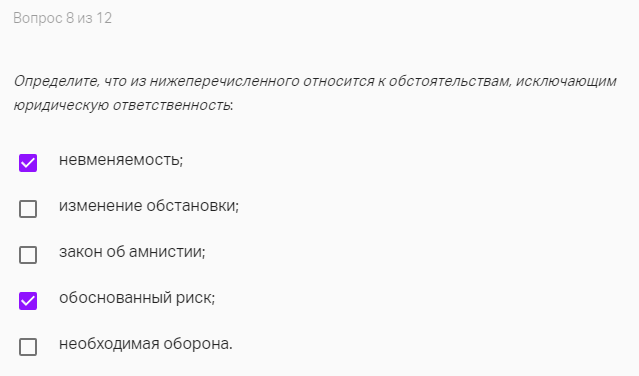 Вопрос 8 из 12
Определите, что из нижеперечисленного относится к обстоятельствам, исключающим
юридическую ответственность:
невменяемость;
изменение обстановки;
закон об амнистии;
обоснованный риск;
необходимая оборона.